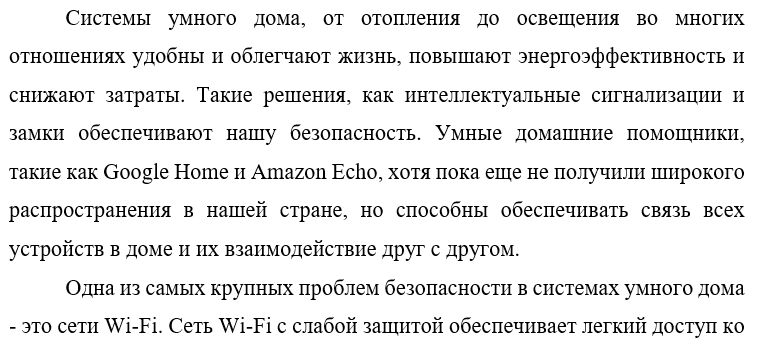 Системы умного дома, от отопления до освещения во многих
отношениях удобны и облегчают жизнь, повышают энергоэффективность и
снижают затраты. Такие решения, как интеллектуальные сигнализации и
замки обеспечивают нашу безопасность. Умные домашние помощники,
такие как Google Home и Amazon Echo, хотя пока еще не получили широкого
распространения в нашей стране, но способны обеспечивать связь всех
устройств в доме и их взаимодействие друг с другом.
Одна из самых крупных проблем безопасности в системах умного дома
- это сети Wi-Fi. Сеть Wi-Fi с слабой защитой обеспечивает легкий доступ ко